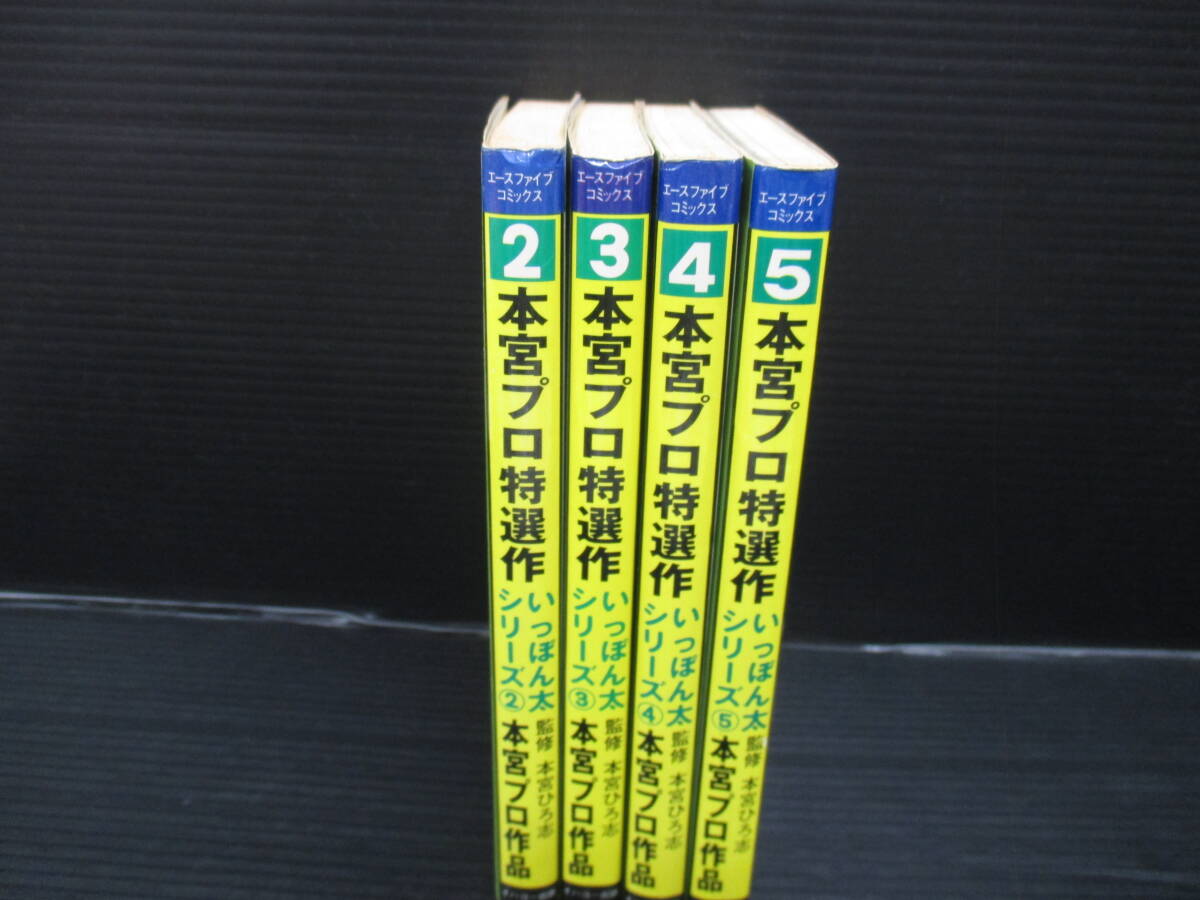 エースファイブ
コミックス
2
本宮プロ特選作
いっぽん太
シリーズ②
監修 本宮ひろ志
本宮プロ作品
エースファイブ
コミックス
3
本宮プロ特選作
いっぽん太
シリーズ③
監修 本宮ひろ志
本宮プロ作品
エースファイブ
コミックス
4
本宮プロ特選作
いっぽん太
シリーズ④
監修 本宮ひろ志
本宮プロ作品
エースファイブ
コミックス
5
本宮プロ特選作
いっぽん太
シリーズ⑤
監修 本宮ひろ志
本宮プロ作品